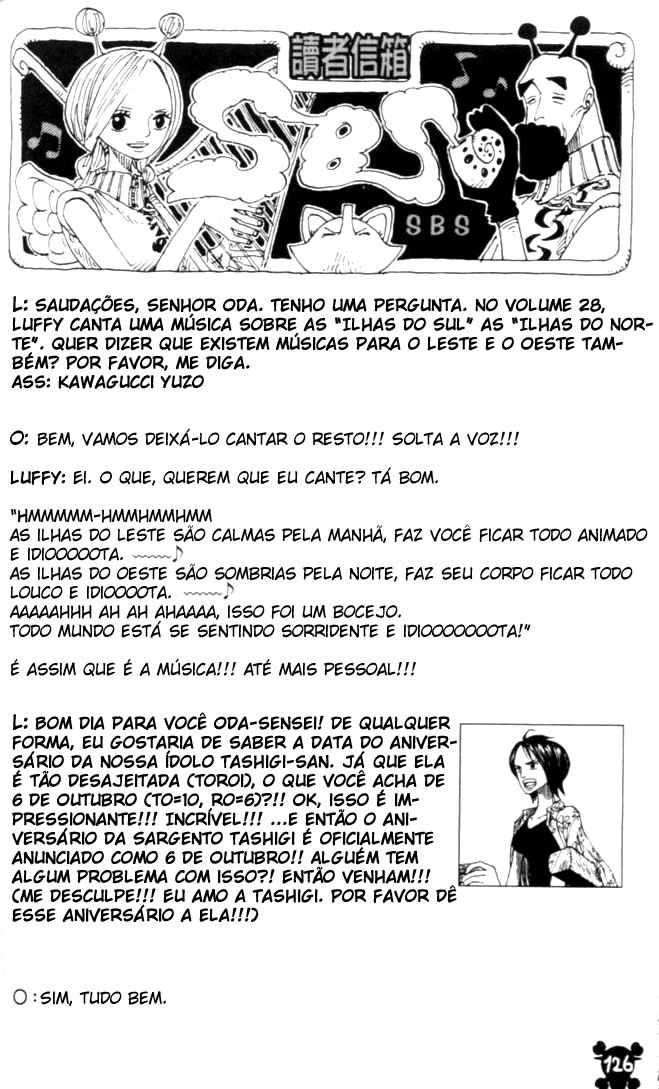 讀者信箱
SBS
SBS
L: SAUDAÇÕES, SENHOR ODA. TENHO UMA PERGUNTA. NO VOLUME 28,
LUFFY CANTA UMA MÚSICA SOBRE AS "ILHAS DO SUL" AS "ILHAS DO NOR-
TE". QUER DIZER QUE EXISTEM MÚSICAS PARA O LESTE E O OESTE TAM-
BÉM? POR FAVOR, ME DIGA.
ASS: KAWAGUCCI YUZO
O: BEM, VAMOS DEIXÁ-LO CANTAR O RESTO!!! SOLTA A VOZ!!!
LUFFY: EI. O QUE, QUEREM QUE EU CANTE? TÁ BOM.
"HMMMMM-HMMHMMHMM
AS ILHAS DO LESTE SÃO CALMAS PELA MANHÃ, FAZ VOCÊ FICAR TODO ANIMADO
E IDIOOOOOTA. ﹏﹏♪
AS ILHAS DO OESTE SÃO SOMBRIAS PELA NOITE, FAZ SEU CORPO FICAR TODO
LOUCO E IDIOOOOTA. ﹏﹏♪
AAAAAHHH AH AH AHAAAA, ISSO FOI UM BOCEJO.
TODO MUNDO ESTÁ SE SENTINDO SORRIDENTE E IDIOOOOOOOTA!"
É ASSIM QUE É A MÚSICA!!! ATÉ MAIS PESSOAL!!!
L: BOM DIA PARA VOCÊ ODA-SENSEI! DE QUALQUER
FORMA, EU GOSTARIA DE SABER A DATA DO ANIVER-
SÁRIO DA NOSSA ÍDOLO TASHIGI-SAN. JÁ QUE ELA
É TÃO DESAJEITADA (TOROI), O QUE VOCÊ ACHA DE
6 DE OUTUBRO (TO=10, RO=6)?!! OK, ISSO É IM-
PRESSIONANTE!!! INCRÍVEL!!! ...E ENTÃO O ANI-
VERSÁRIO DA SARGENTO TASHIGI É OFICIALMENTE
ANUNCIADO COMO 6 DE OUTUBRO!! ALGUÉM TEM
ALGUM PROBLEMA COM ISSO?! ENTÃO VENHAM!!!
(ME DESCULPE!!! EU AMO A TASHIGI. POR FAVOR DÊ
ESSE ANIVERSÁRIO A ELA!!!)
O: SIM, TUDO BEM.
126